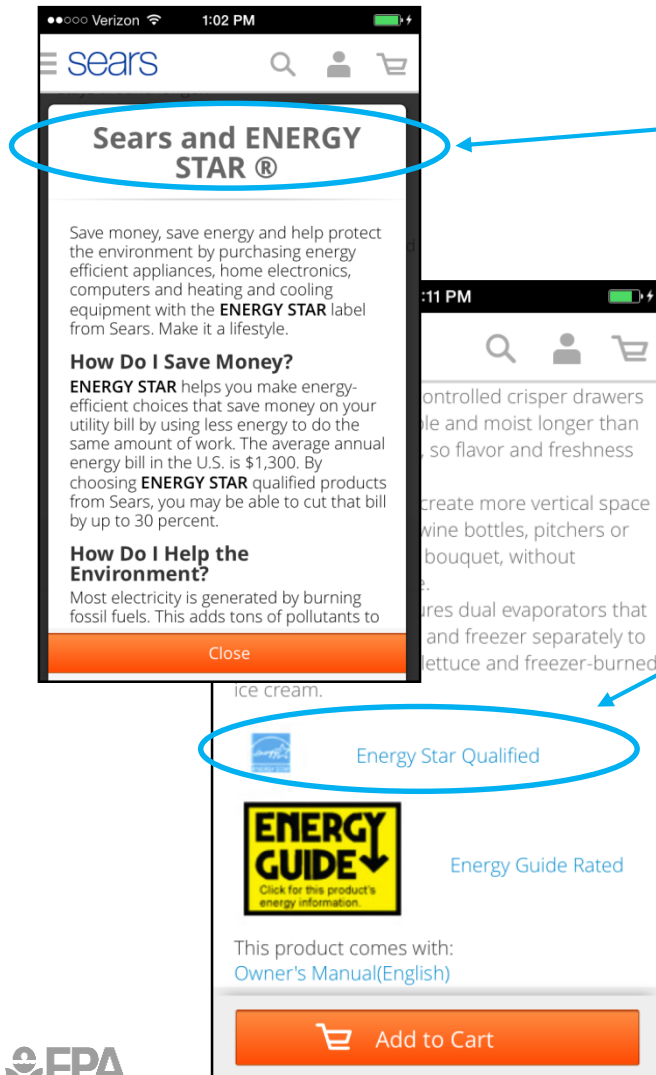 Verizon 1:02 PM
sears
Sears and ENERGY
STAR ®
Save money, save energy and help protect
the environment by purchasing energy
efficient appliances, home electronics,
computers and heating and cooling
equipment with the ENERGY STAR label
from Sears. Make it a lifestyle.
How Do I Save Money?
ENERGY STAR helps you make energy-
efficient choices that save money on your
utility bill by using less energy to do the
same amount of work. The average annual
energy bill in the U.S. is $1,300. By
choosing ENERGY STAR qualified products
from Sears, you may be able to cut that bill
by up to 30 percent.
How Do I Help the
Environment?
Most electricity is generated by burning
fossil fuels. This adds tons of pollutants to
Close
:11 PM
ontrolled crisper drawers
le and moist longer than
, so flavor and freshness
create more vertical space
wine bottles, pitchers or
bouquet, without
e.
ures dual evaporators that
and freezer separately to
lettuce and freezer-burned
ice cream.
ENERGY STAR
Energy Star Qualified
ENERGY
GUIDE
Click for this product's
energy information.
Energy Guide Rated
This product comes with:
Owner's Manual(English)
Add to Cart
EPA